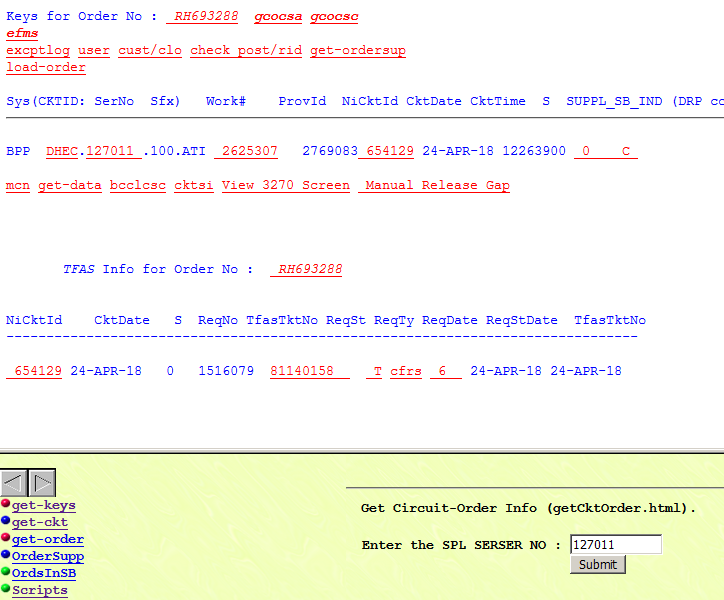 Keys for Order No : RH693288 gcocsa gcocsc
efms
excptlog user cust/clo check post/rid get-ordersup
load-order
Sys(CKTID: SerNo Sfx) Work# ProvId NiCktId CktDate CktTime S SUPPL_SB_IND (DRP co
BPP DHEC.127011 .100.ATI 2625307 2769083 654129 24-APR-18 12263900 0 C
mcn get-data bcclcsc cktsi View 3270 Screen Manual Release Gap
TFAS Info for Order No : RH693288
NiCktId CktDate S ReqNo TfasTktNo ReqSt ReqTy ReqDate ReqStDate TfasTktNo
-------------------------------------------------------------------------------
654129 24-APR-18 0 1516079 81140158 T cfrs 6 24-APR-18 24-APR-18
get-keys
get-ckt
get-order
OrderSupp
OrdsInSB
Scripts
Get Circuit-Order Info (getCktOrder.html).
Enter the SPL SERSER NO : 127011
Submit